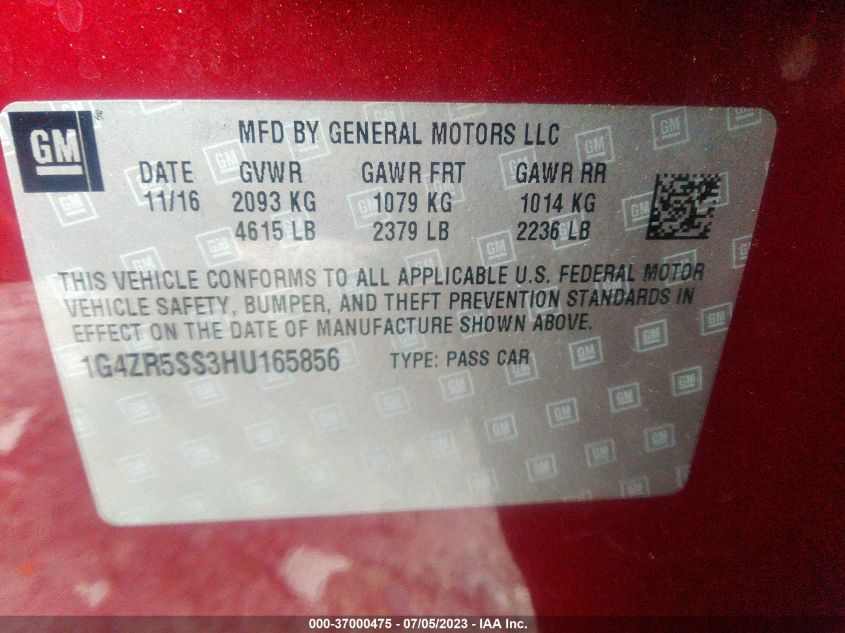 GM
MFD BY GENERAL MOTORS LLC
DATE GVWR GAWR FRT GAWR RR
11/16 2093 KG 1079 KG 1014 KG
4615 LB 2379 LB 2236 LB
THIS VEHICLE CONFORMS TO ALL APPLICABLE U.S. FEDERAL MOTOR
VEHICLE SAFETY, BUMPER, AND THEFT PREVENTION STANDARDS IN
EFFECT ON THE DATE OF MANUFACTURE SHOWN ABOVE.
1G4ZR5SS3HU165856 TYPE: PASS CAR
000-37000475 - 07/05/2023 - IAA Inc.